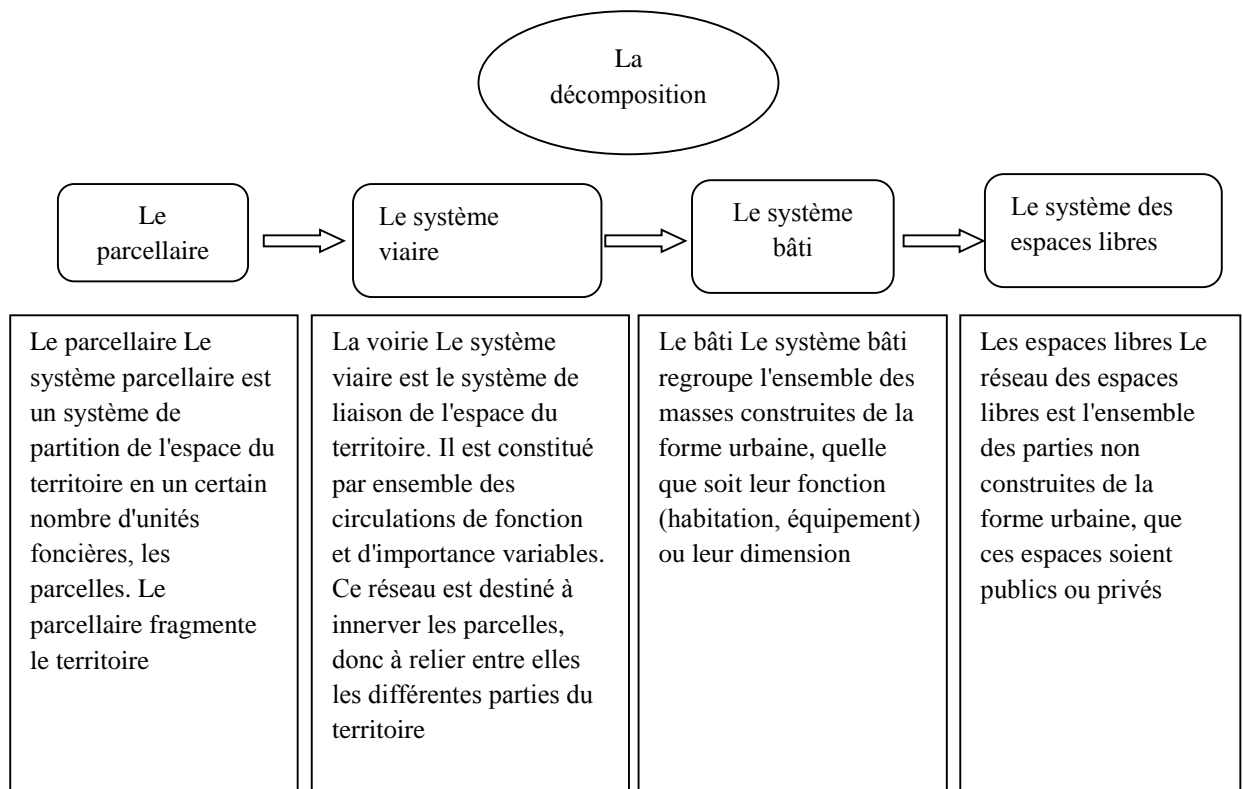 La
décomposition
Le
parcellaire
Le système
viaire
Le système
bâti
Le système des
espaces libres
Le parcellaire Le
système parcellaire est
un système de
partition de l'espace du
territoire en un certain
nombre d'unités
foncières, les
parcelles. Le
parcellaire fragmente
le territoire
La voirie Le système
viaire est le système de
liaison de l'espace du
territoire. Il est constitué
par ensemble des
circulations de fonction
et d'importance variables.
Ce réseau est destiné à
innerver les parcelles,
donc à relier entre elles
les différentes parties du
territoire
Le bâti Le système bâti
regroupe l'ensemble des
masses construites de la
forme urbaine, quelle
que soit leur fonction
(habitation, équipement)
ou leur dimension
Les espaces libres Le
réseau des espaces
libres est l'ensemble
des parties non
construites de la
forme urbaine, que
ces espaces soient
publics ou privés